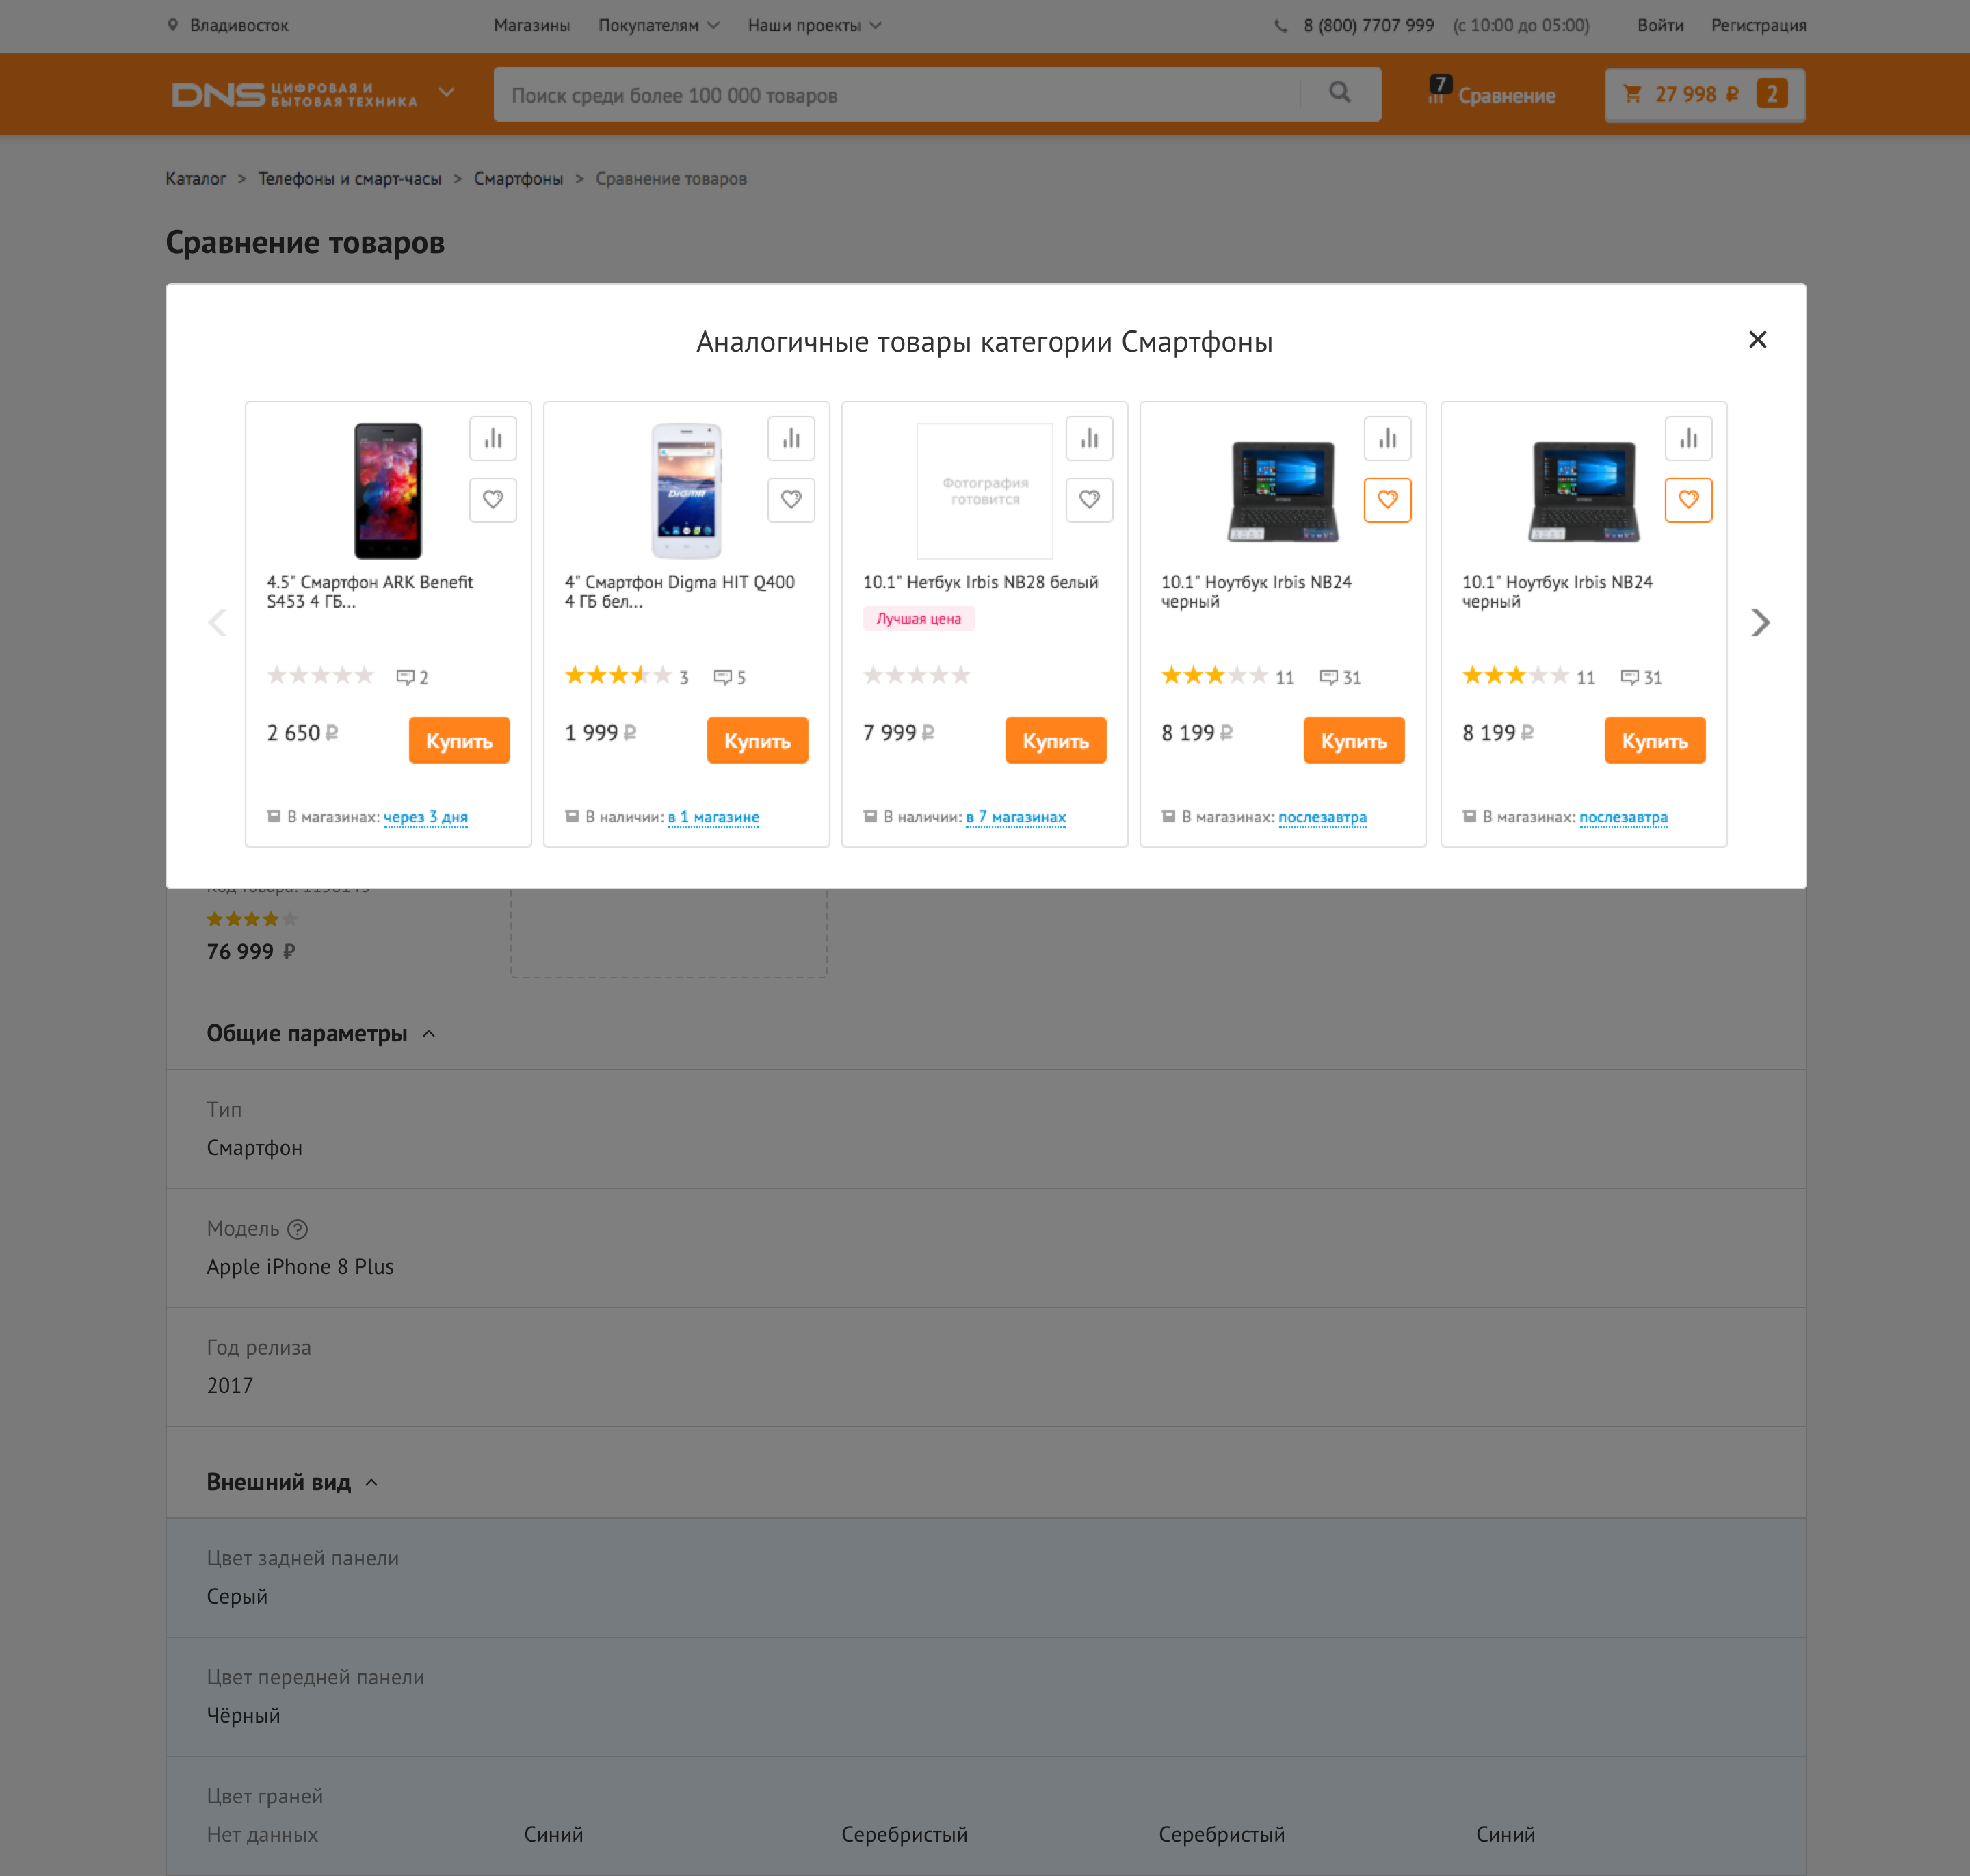 Владивосток
Магазины Покупателям Наши проекты
8 (800) 7707 999 (с 10:00 до 05:00)
Войти Регистрация
DNS ЦИФРОВАЯ И
БЫТОВАЯ ТЕХНИКА
Поиск среди более 100 000 товаров
7 Сравнение
27 998 ₽ 2
Каталог > Телефоны и смарт-часы > Смартфоны > Сравнение товаров
Сравнение товаров
Аналогичные товары категории Смартфоны
4.5" Смартфон ARK Benefit
S453 4 ГБ...
2
2 650 ₽
Купить
В магазинах: через 3 дня
DIGMA
4" Смартфон Digma HIT Q400
4 ГБ бел...
3 5
1 999 ₽
Купить
В наличии: в 1 магазине
Фотография
готовится
10.1" Нетбук Irbis NB28 белый
Лучшая цена
7 999 ₽
Купить
В наличии: в 7 магазинах
10.1" Ноутбук Irbis NB24
черный
11 31
8 199 ₽
Купить
В магазинах: послезавтра
10.1" Ноутбук Irbis NB24
черный
11 31
8 199 ₽
Купить
В магазинах: послезавтра
76 999 ₽
Общие параметры
Тип
Смартфон
Модель ?
Apple iPhone 8 Plus
Год релиза
2017
Внешний вид
Цвет задней панели
Серый
Цвет передней панели
Чёрный
Цвет граней
Нет данных Синий Серебристый Серебристый Синий